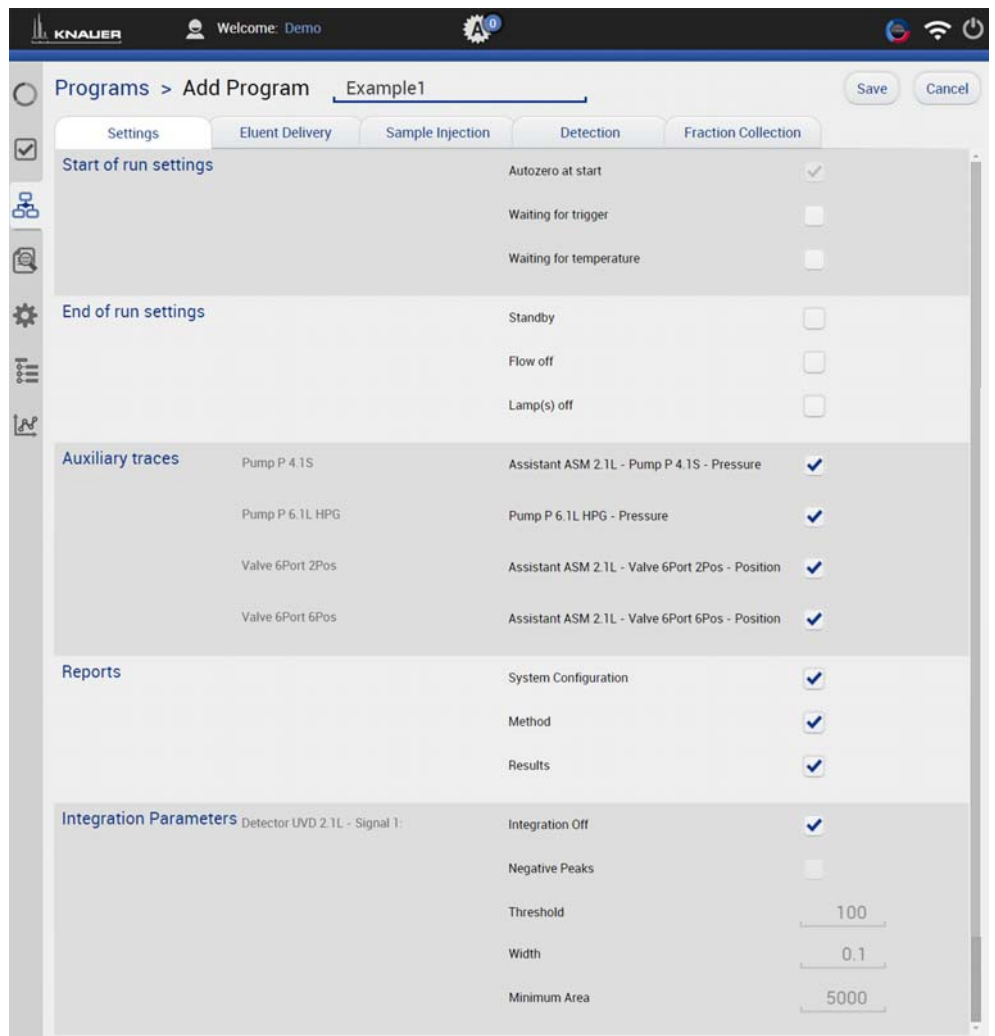 KNAUER Welcome: Demo A 0
Programs > Add Program Example1 Save Cancel
Settings Eluent Delivery Sample Injection Detection Fraction Collection
Start of run settings Autozero at start
Waiting for trigger
Waiting for temperature
End of run settings Standby
Flow off
Lamp(s) off
Auxiliary traces Pump P 4.1S Assistant ASM 2.1L - Pump P 4.1S - Pressure
Pump P 6.1L HPG Pump P 6.1L HPG - Pressure
Valve 6Port 2Pos Assistant ASM 2.1L - Valve 6Port 2Pos - Position
Valve 6Port 6Pos Assistant ASM 2.1L - Valve 6Port 6Pos - Position
Reports System Configuration
Method
Results
Integration Parameters Detector UVD 2.1L - Signal 1: Integration Off
Negative Peaks
Threshold 100
Width 0.1
Minimum Area 5000